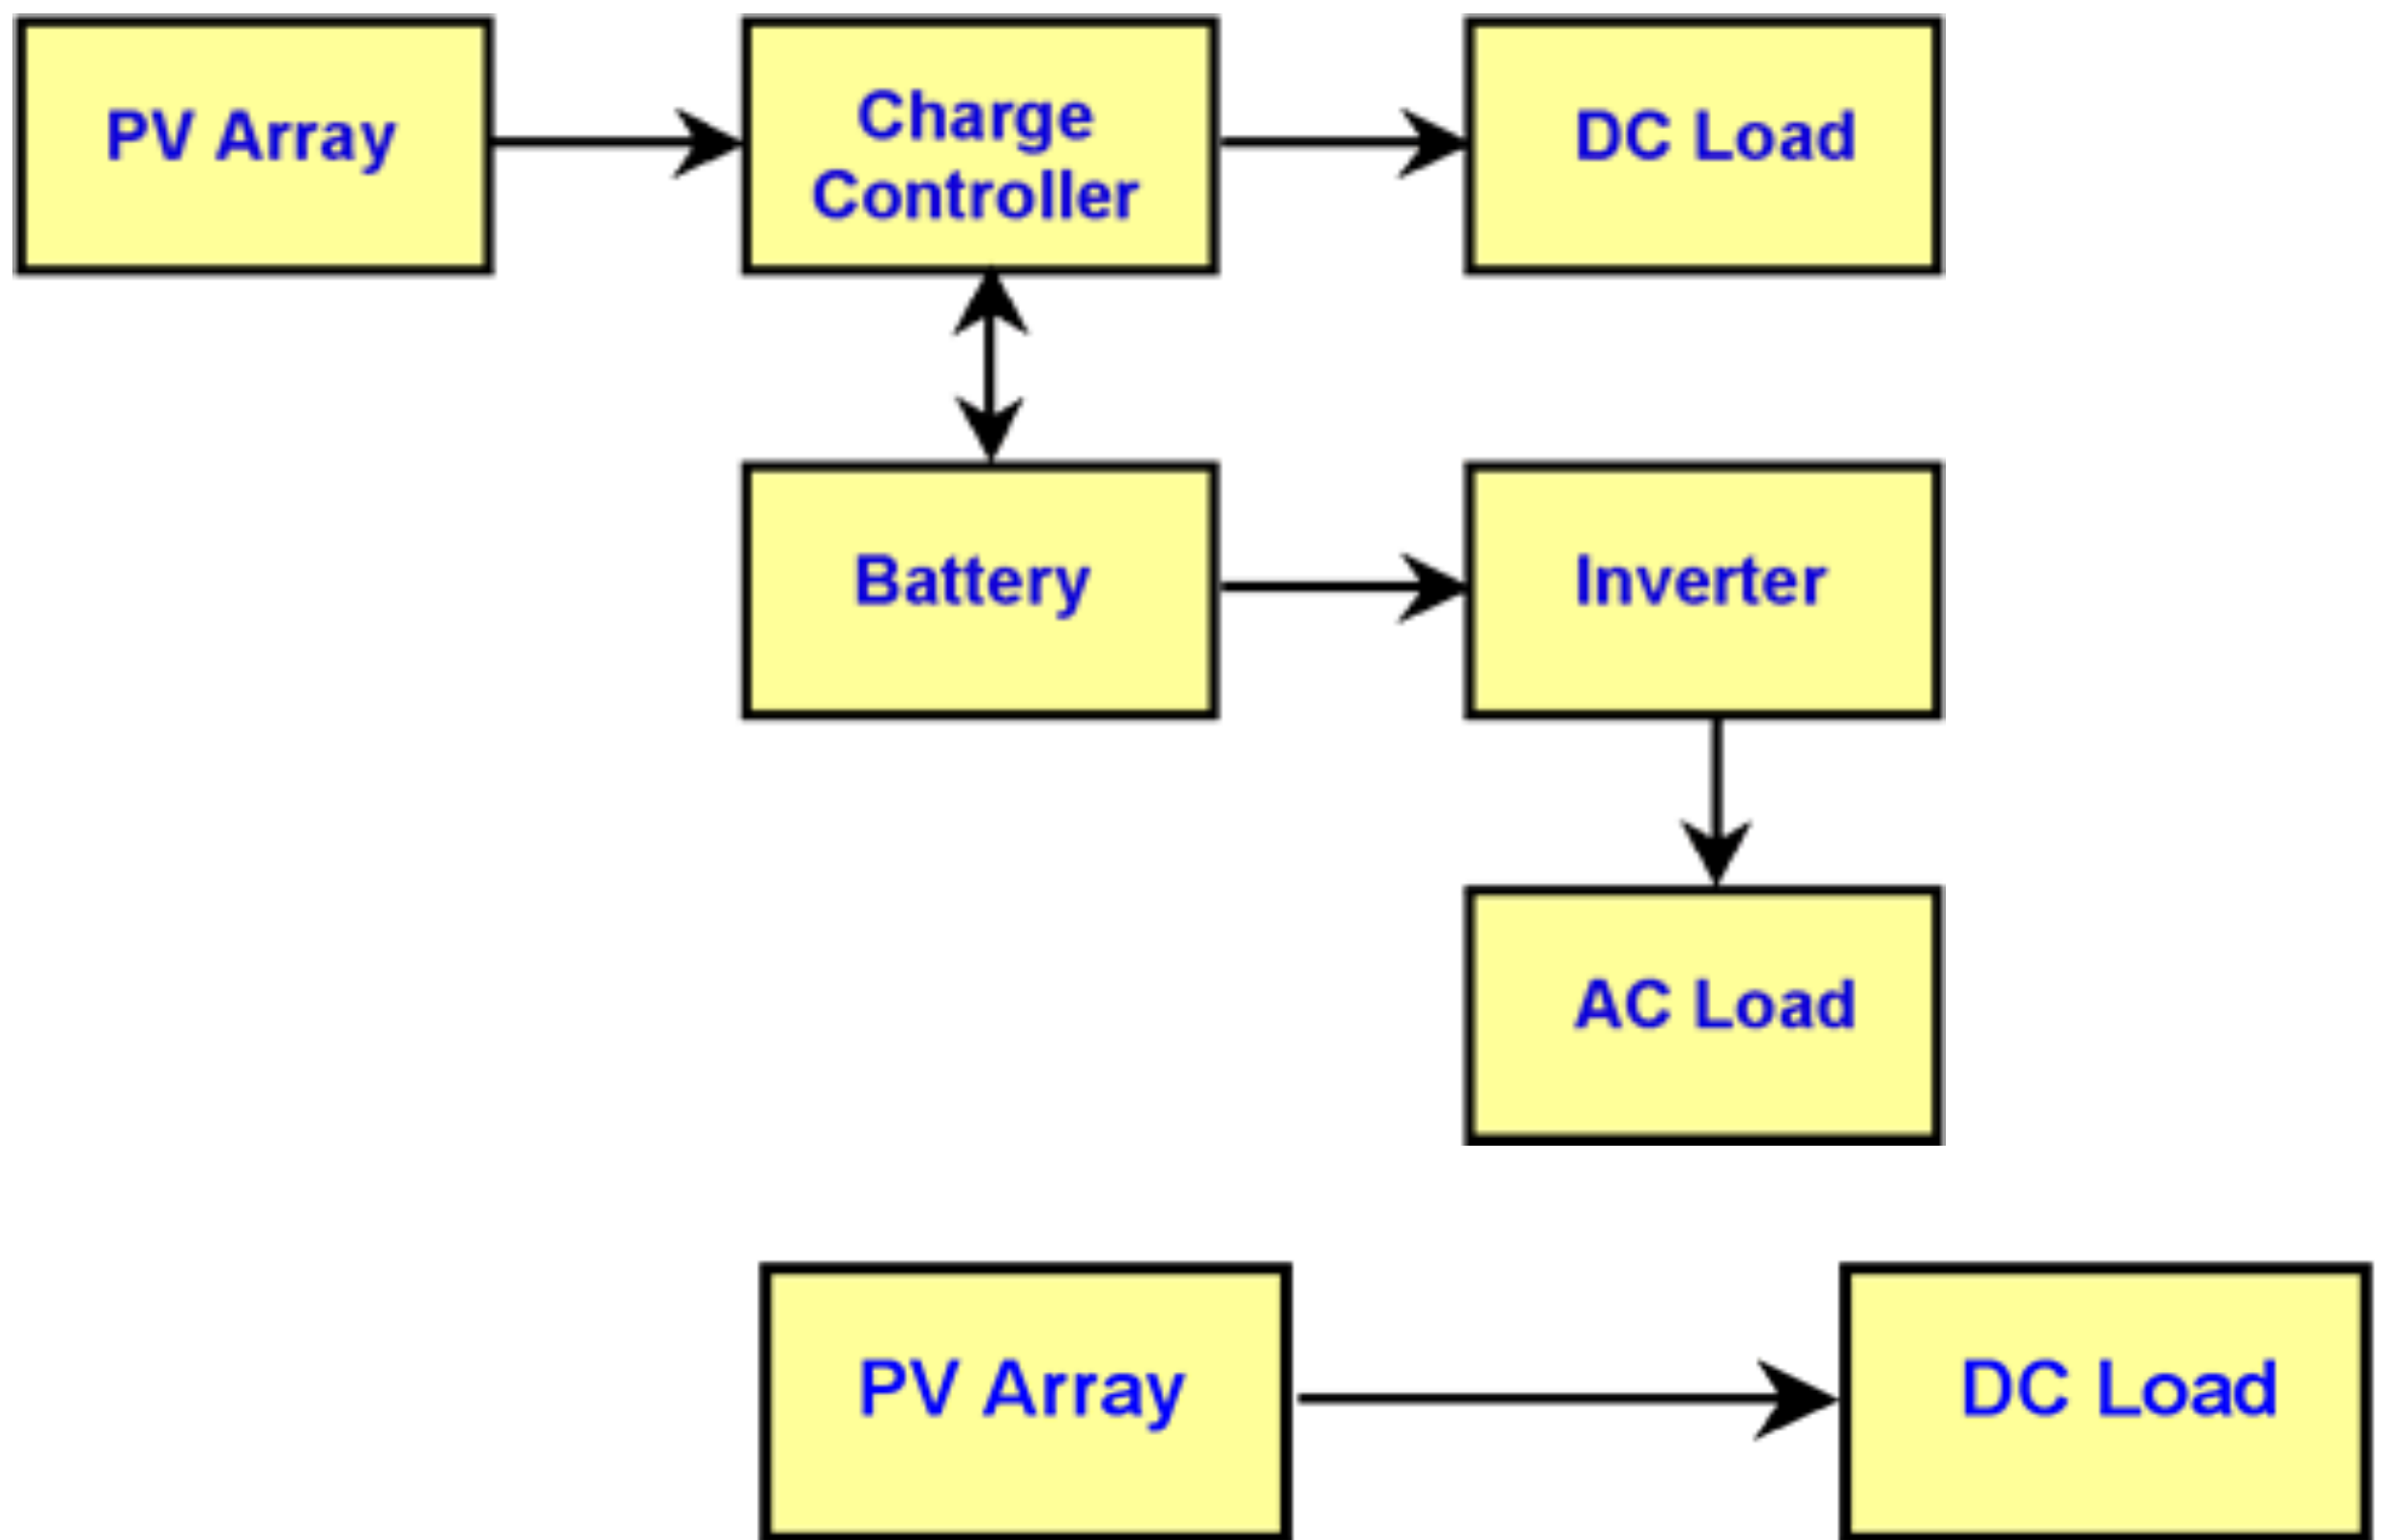 PV Array
Charge
Controller
DC Load
Battery
Inverter
AC Load
PV Array
DC Load